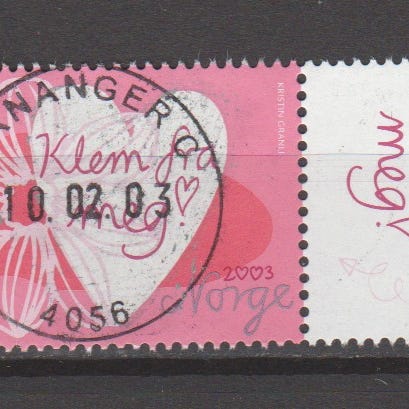 ANANGER C
KRISTIN GRANLI
Klem fra
10.02.03
meg!
meg!
2003
Norge
4056